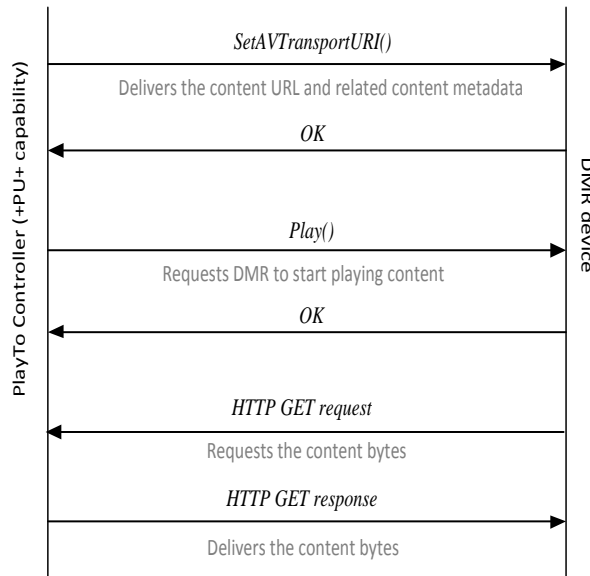 SetAVTransportURI()
Delivers the content URL and related content metadata
OK
PlayTo Controller (+PU+ capability)
DMR device
Play()
Requests DMR to start playing content
OK
HTTP GET request
Requests the content bytes
HTTP GET response
Delivers the content bytes